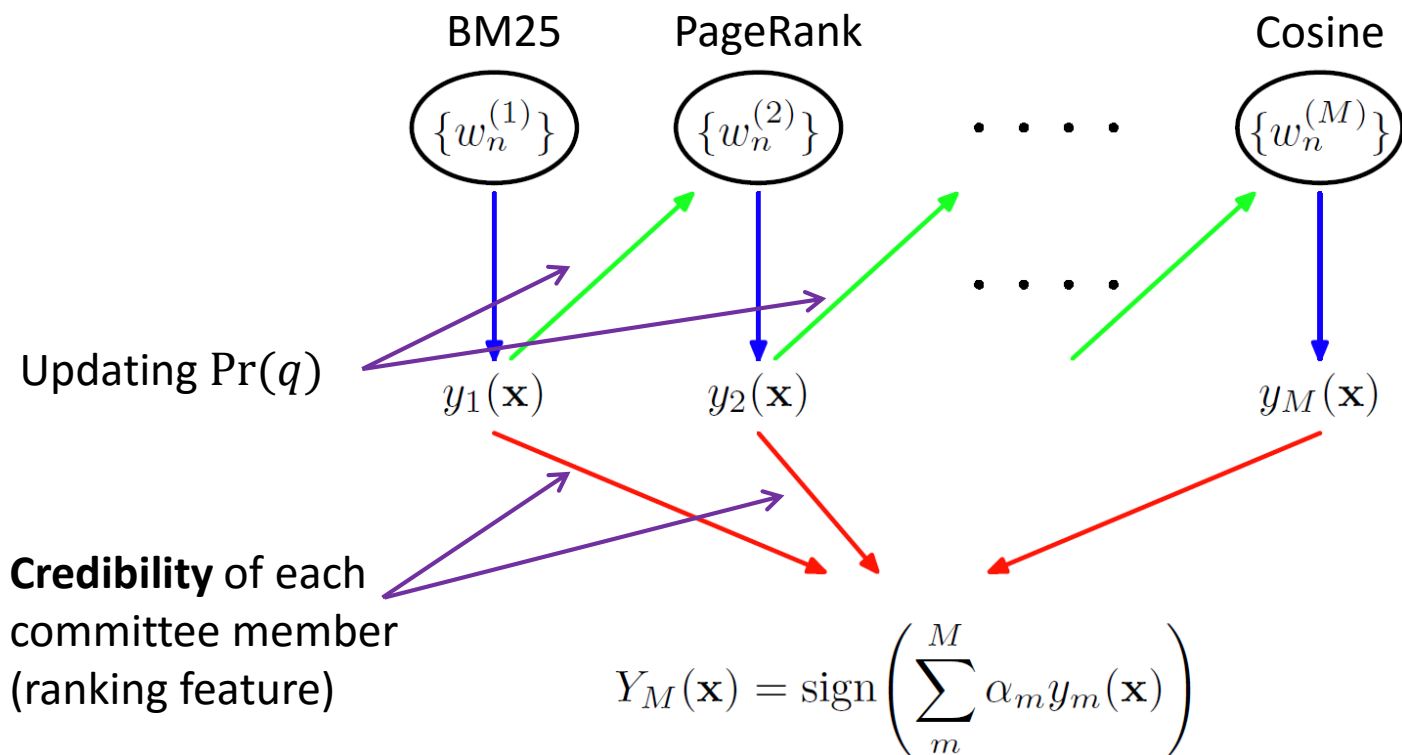 BM25 PageRank Cosine
{w_n^{(1)}} {w_n^{(2)}} . . . . {w_n^{(M)}}
. . . .
Updating Pr(q)
y_1(𝐱) y_2(𝐱) y_M(𝐱)
Credibility of each
committee member
(ranking feature)
Y_M(𝐱) = sign(∑_m^M α_m y_m(𝐱))